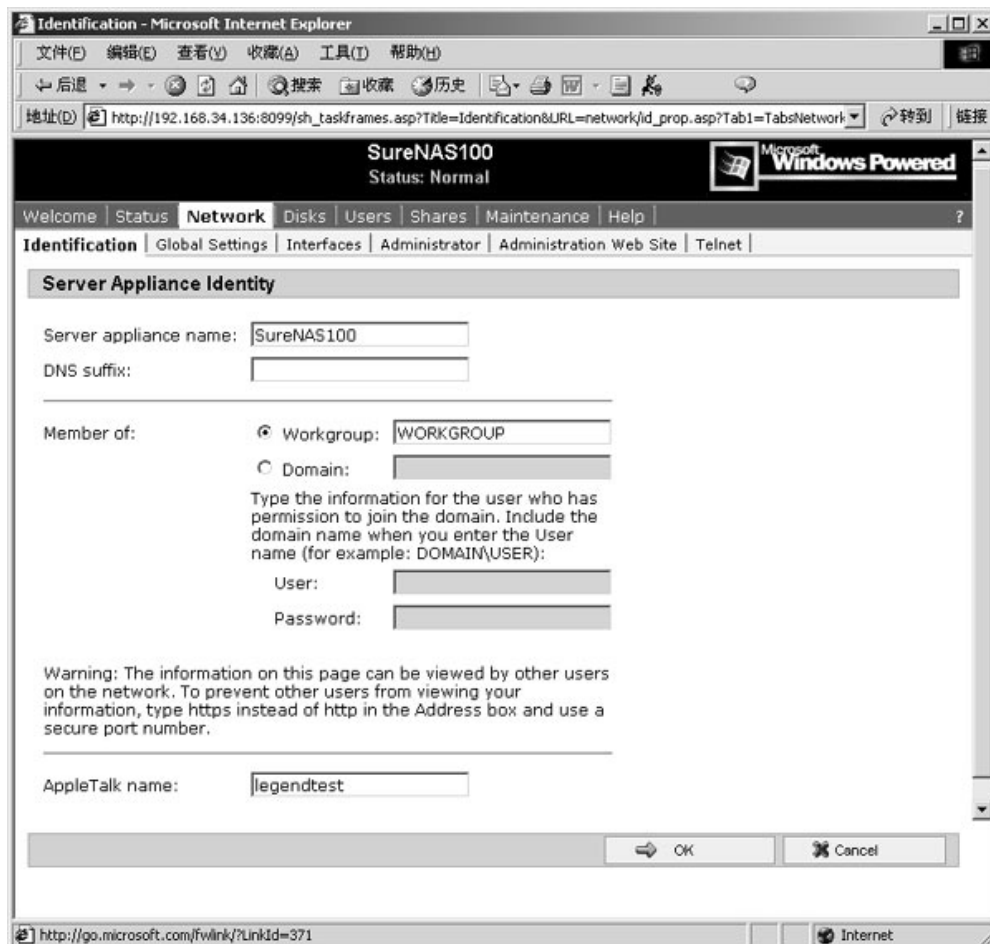 Identification - Microsoft Internet Explorer
文件(F) 编辑(E) 查看(V) 收藏(A) 工具(T) 帮助(H)
后退 搜索 收藏 历史
地址(D) http://192.168.34.136:8099/sh_taskframes.asp?Title=Identification&URL=network/id_prop.asp?Tab1=TabsNetwork 转到 链接
SureNAS100
Status: Normal
Microsoft
Windows Powered
Welcome | Status | Network | Disks | Users | Shares | Maintenance | Help | ?
Identification | Global Settings | Interfaces | Administrator | Administration Web Site | Telnet |
Server Appliance Identity
Server appliance name: SureNAS100
DNS suffix:
Member of: Workgroup: WORKGROUP
Domain:
Type the information for the user who has
permission to join the domain. Include the
domain name when you enter the User
name (for example: DOMAIN\USER):
User:
Password:
Warning: The information on this page can be viewed by other users
on the network. To prevent other users from viewing your
information, type https instead of http in the Address box and use a
secure port number.
AppleTalk name: legendtest
OK Cancel
http://go.microsoft.com/fwlink/?LinkId=371 Internet